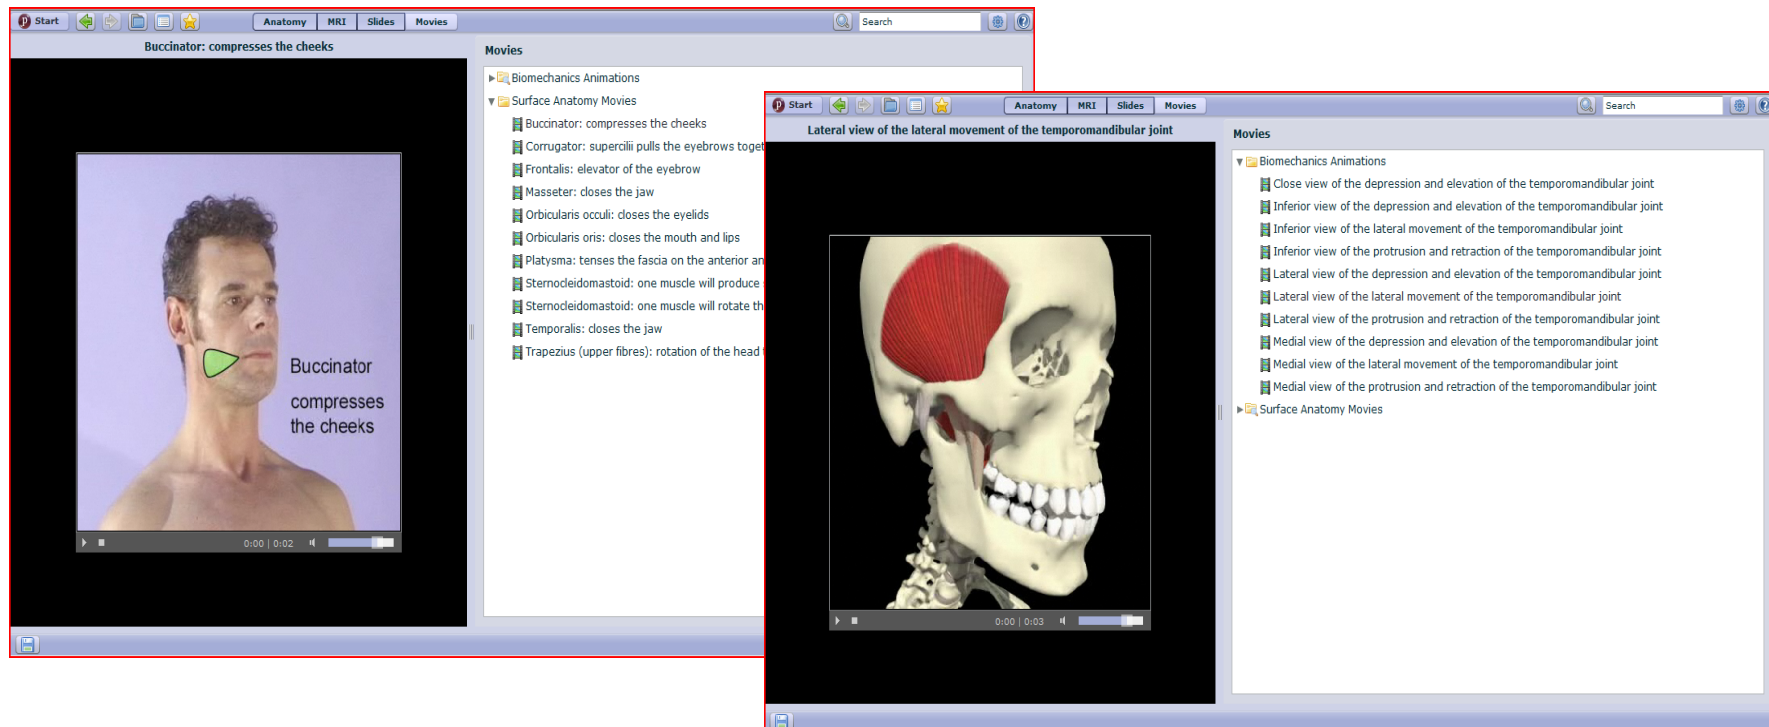 Start
Anatomy MRI Slides Movies
Search
Buccinator: compresses the cheeks
Buccinator
compresses
the cheeks
0:00 | 0:02
Movies
Biomechanics Animations
Surface Anatomy Movies
Buccinator: compresses the cheeks
Corrugator: supercilii pulls the eyebrows toget
Frontalis: elevator of the eyebrow
Masseter: closes the jaw
Orbicularis occuli: closes the eyelids
Orbicularis oris: closes the mouth and lips
Platysma: tenses the fascia on the anterior an
Sternocleidomastoid: one muscle will produce
Sternocleidomastoid: one muscle will rotate th
Temporalis: closes the jaw
Trapezius (upper fibres): rotation of the head
Start
Anatomy MRI Slides Movies
Search
Lateral view of the lateral movement of the temporomandibular joint
0:00 | 0:03
Movies
Biomechanics Animations
Close view of the depression and elevation of the temporomandibular joint
Inferior view of the depression and elevation of the temporomandibular joint
Inferior view of the lateral movement of the temporomandibular joint
Inferior view of the protrusion and retraction of the temporomandibular joint
Lateral view of the depression and elevation of the temporomandibular joint
Lateral view of the lateral movement of the temporomandibular joint
Lateral view of the protrusion and retraction of the temporomandibular joint
Medial view of the depression and elevation of the temporomandibular joint
Medial view of the lateral movement of the temporomandibular joint
Medial view of the protrusion and retraction of the temporomandibular joint
Surface Anatomy Movies